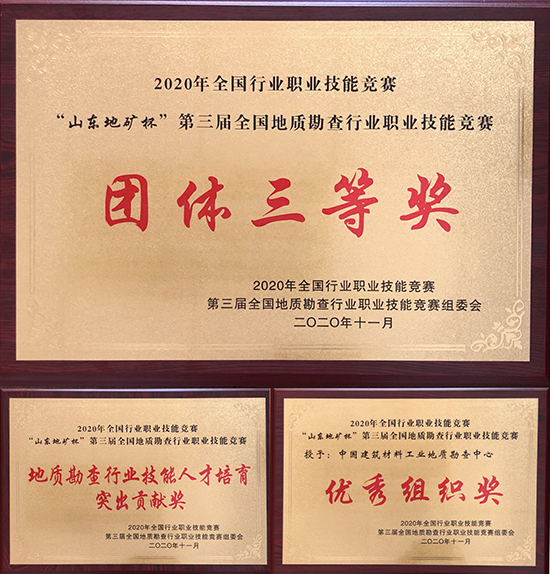 2020年全国行业职业技能竞赛
“山东地矿杯”第三届全国地质勘查行业职业技能竞赛
团体三等奖
2020年全国行业职业技能竞赛
第三届全国地质勘查行业职业技能竞赛组委会
二〇二〇年十一月
2020年全国行业职业技能竞赛
“山东地矿杯”第三届全国地质勘查行业职业技能竞赛
地质勘查行业技能人才培育
突出贡献奖
2020年全国行业职业技能竞赛
第三届全国地质勘查行业职业技能竞赛组委会
二〇二〇年十一月
2020年全国行业职业技能竞赛
“山东地矿杯”第三届全国地质勘查行业职业技能竞赛
授予：中国建筑材料工业地质勘查中心
优秀组织奖
2020年全国行业职业技能竞赛
第三届全国地质勘查行业职业技能竞赛组委会
二〇二〇年十一月